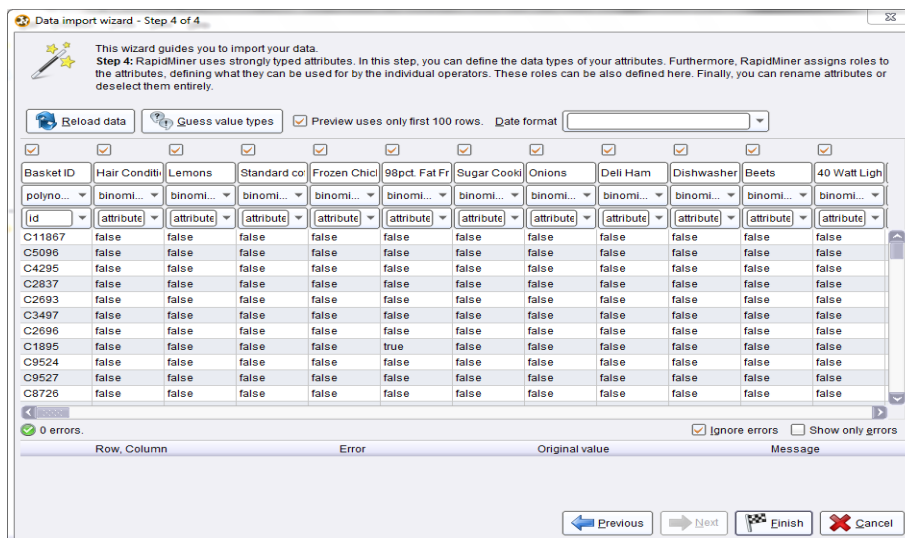 Data import wizard - Step 4 of 4
This wizard guides you to import your data.
Step 4: RapidMiner uses strongly typed attributes. In this step, you can define the data types of your attributes. Furthermore, RapidMiner assigns roles to
the attributes, defining what they can be used for by the individual operators. These roles can be also defined here. Finally, you can rename attributes or
deselect them entirely.
Reload data Guess value types Preview uses only first 100 rows. Date format
Basket ID Hair Conditi Lemons Standard co Frozen Chicl 98pct. Fat Fr Sugar Cooki Onions Deli Ham Dishwasher Beets 40 Watt Ligh
polyno... binomi... binomi... binomi... binomi... binomi... binomi... binomi... binomi... binomi... binomi... binomi...
id attribute attribute attribute attribute attribute attribute attribute attribute attribute attribute attribute
C11867 false false false false false false false false false false false
C5096 false false false false false false false false false false false
C4295 false false false false false false false false false false false
C2837 false false false false false false false false false false false
C2693 false false false false false false false false false false false
C3497 false false false false false false false false false false false
C2696 false false false false false false false false false false false
C1895 false false false false true false false false false false false
C9524 false false false false false false false false false false false
C9527 false false false false false false false false false false false
C8726 false false false false false false false false false false false
0 errors. Ignore errors Show only errors
Row, Column Error Original value Message
Previous Next Finish Cancel